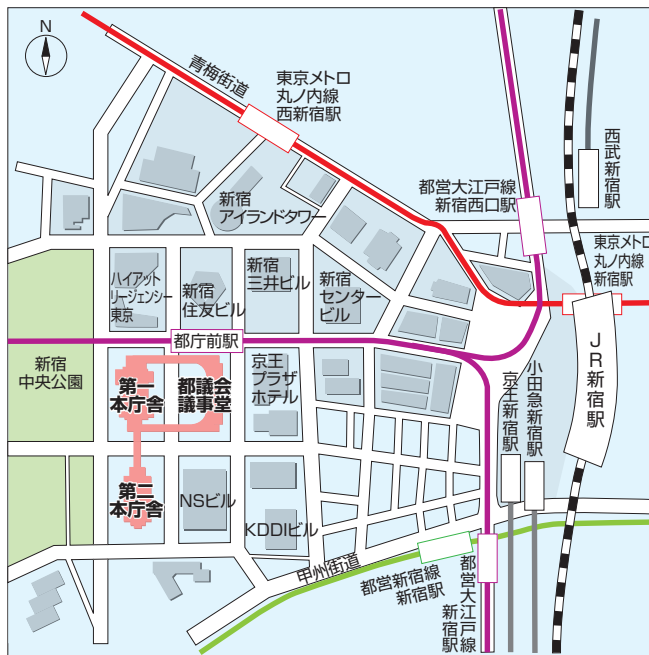 N
青梅街道
東京メトロ
丸ノ内線
西新宿駅
西武新宿駅
都営大江戸線
新宿西口駅
新宿
アイランドタワー
東京メトロ
丸ノ内線
新宿駅
ハイアット
リージェンシー
東京
新宿
住友ビル
新宿
三井ビル
新宿
センター
ビル
都庁前駅
JR新宿駅
新宿
中央公園
第一
本庁舎
都議会
議事堂
京王
プラザ
ホテル
小田急新宿駅
京王新宿駅
第二
本庁舎
NSビル
KDDIビル
甲州街道
都営新宿線
新宿駅
都営大江戸線
新宿駅